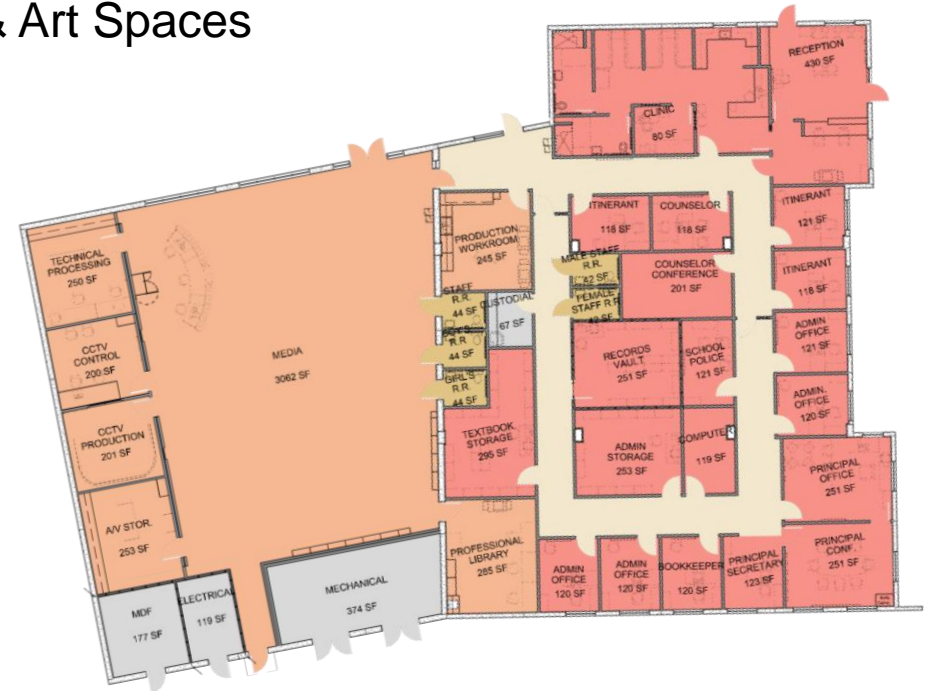 & Art Spaces
RECEPTION
430 SF
CLINIC
80 SF
ITINERANT
118 SF
COUNSELOR
118 SF
ITINERANT
121 SF
PRODUCTION
WORKROOM
245 SF
TECHNICAL
PROCESSING
250 SF
MALE STAFF
R.R.
42 SF
COUNSELOR
CONFERENCE
201 SF
ITINERANT
118 SF
STAFF
R.R.
44 SF
CUSTODIAL
67 SF
FEMALE
STAFF R.R.
CCTV
CONTROL
200 SF
MEDIA
3062 SF
R.R
44 SF
GIRL'S
R.R.
44 SF
RECORDS
VAULT
251 SF
SCHOOL
POLICE
121 SF
ADMIN
OFFICE
121 SF
ADMIN.
OFFICE
120 SF
CCTV
PRODUCTION
201 SF
TEXTBOOK
STORAGE
295 SF
ADMIN
STORAGE
253 SF
COMPUTER
119 SF
PRINCIPAL
OFFICE
251 SF
A/V STOR.
253 SF
PROFESSIONAL
LIBRARY
285 SF
ADMIN
OFFICE
120 SF
ADMIN
OFFICE
120 SF
BOOKKEEPER
120 SF
PRINCIPAL
SECRETARY
123 SF
PRINCIPAL
CONF.
251 SF
MDF
177 SF
ELECTRICAL
119 SF
MECHANICAL
374 SF